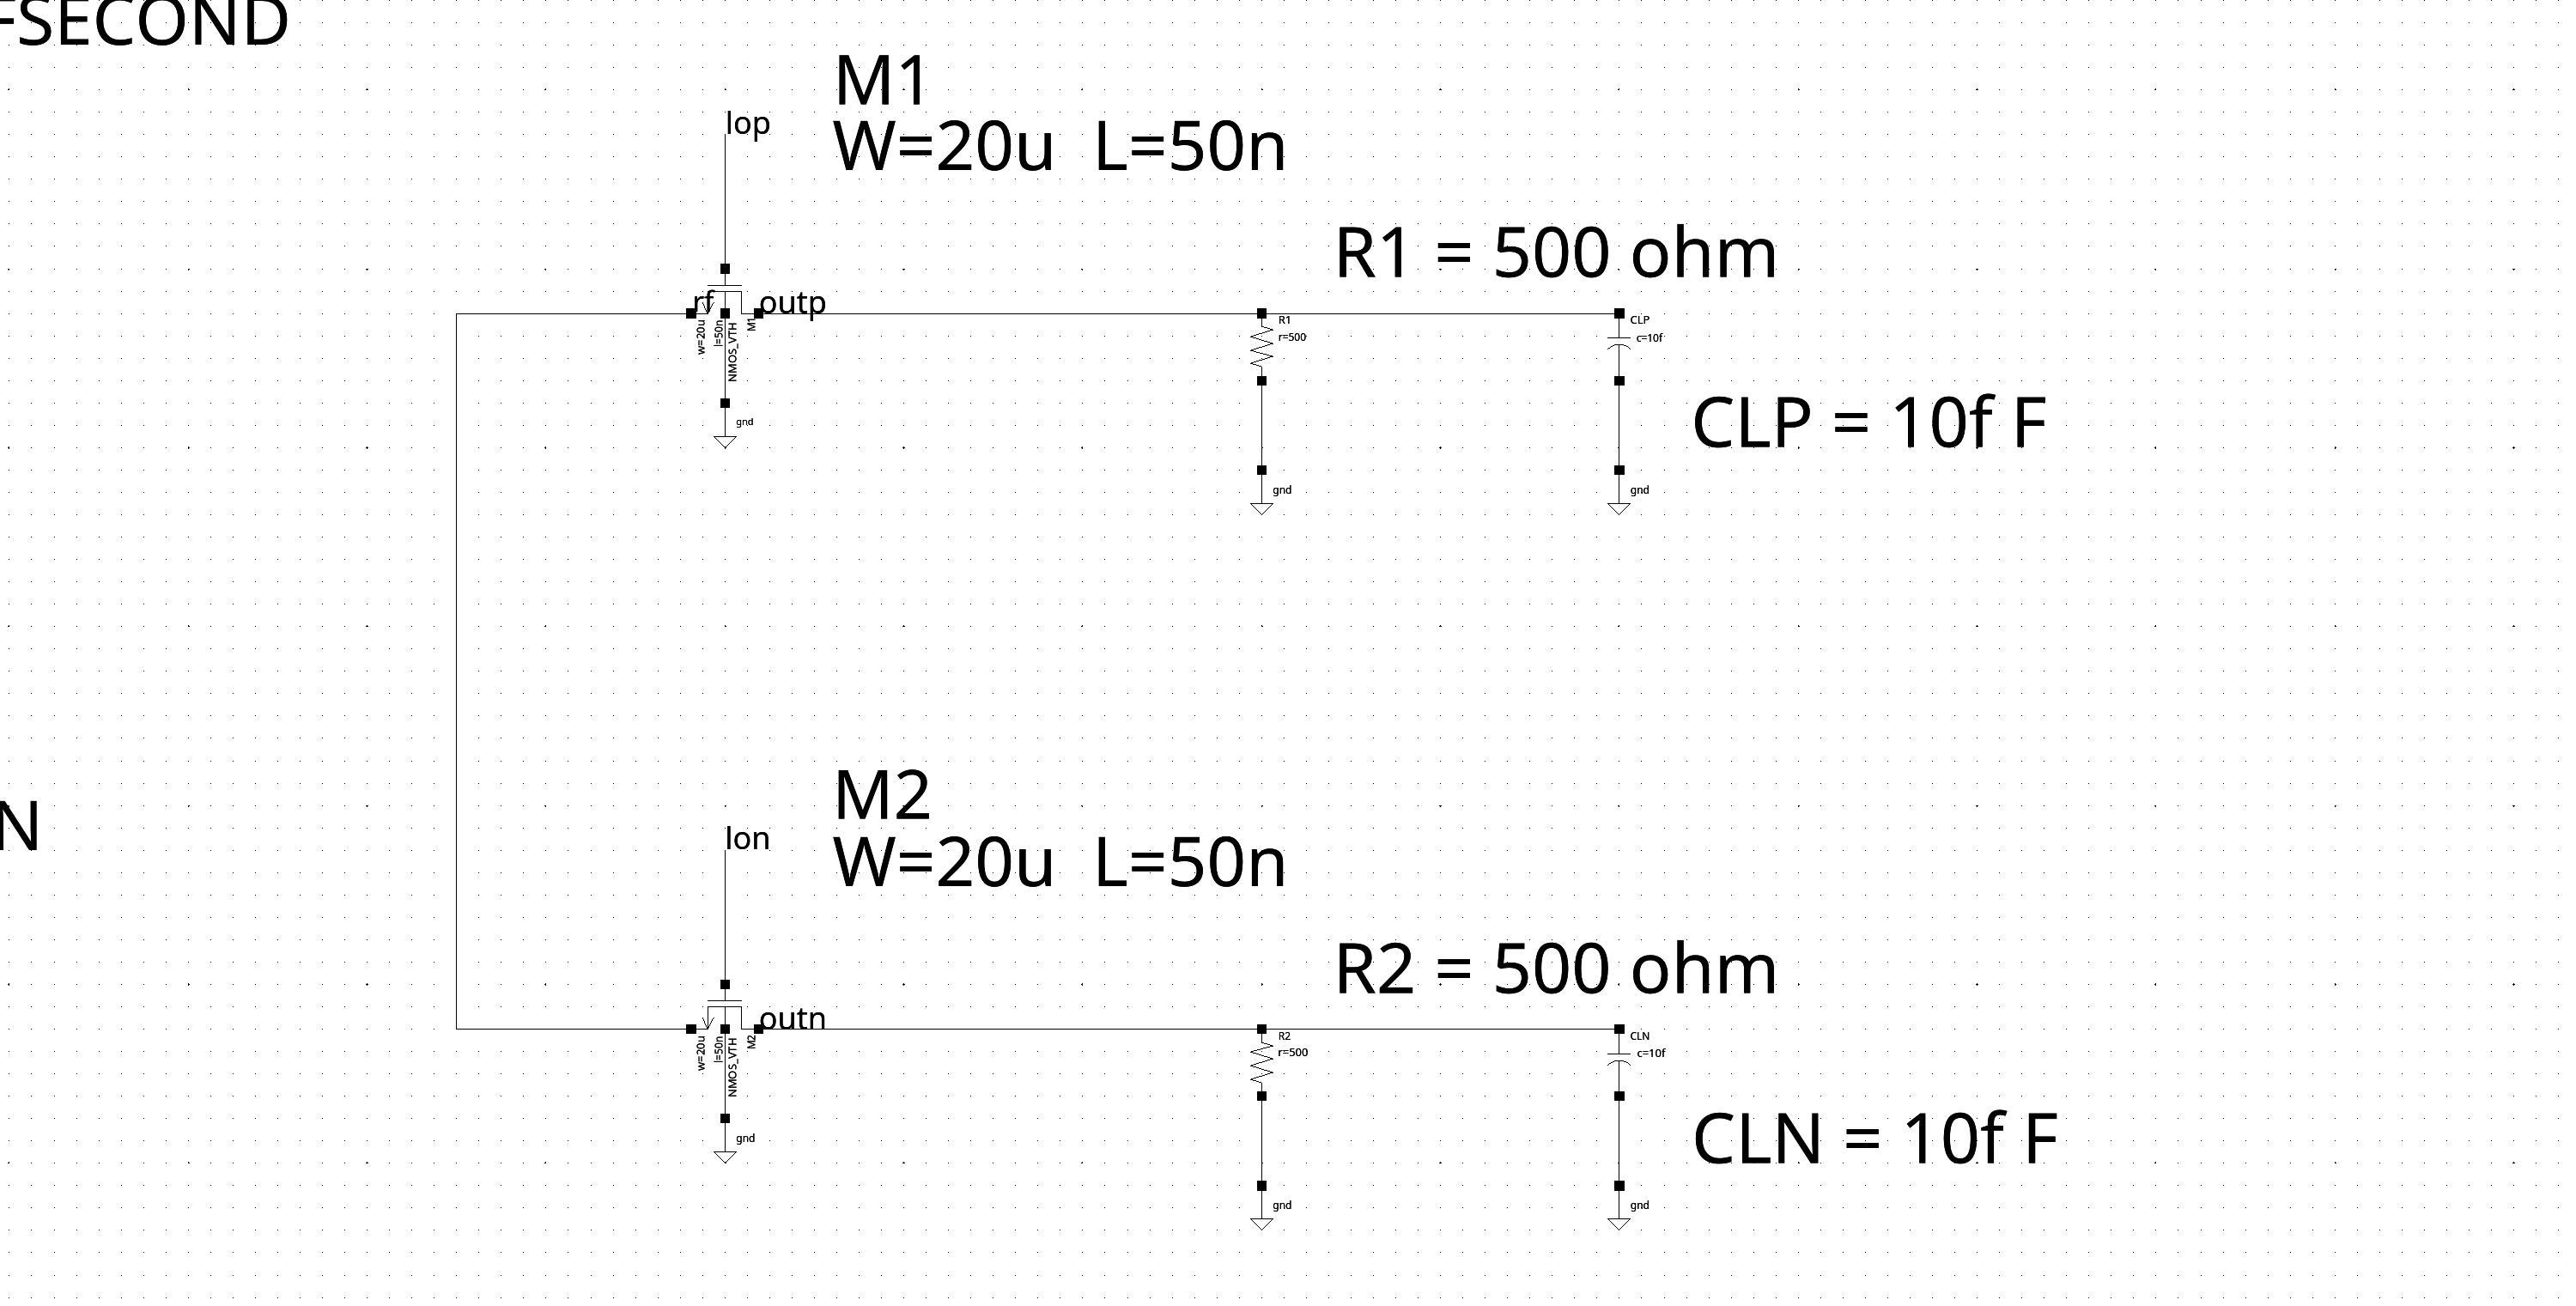 FSECOND
M1
lop
W=20u L=50n
R1 = 500 ohm
rf
outp
w=20u
l=50n
NMOS_VTH
M1
R1
r=500
CLP
c=10f
CLP = 10f F
gnd
gnd
gnd
M2
N
lon
W=20u L=50n
R2 = 500 ohm
outn
w=20u
l=50n
NMOS_VTH
M2
R2
r=500
CLN
c=10f
CLN = 10f F
gnd
gnd
gnd